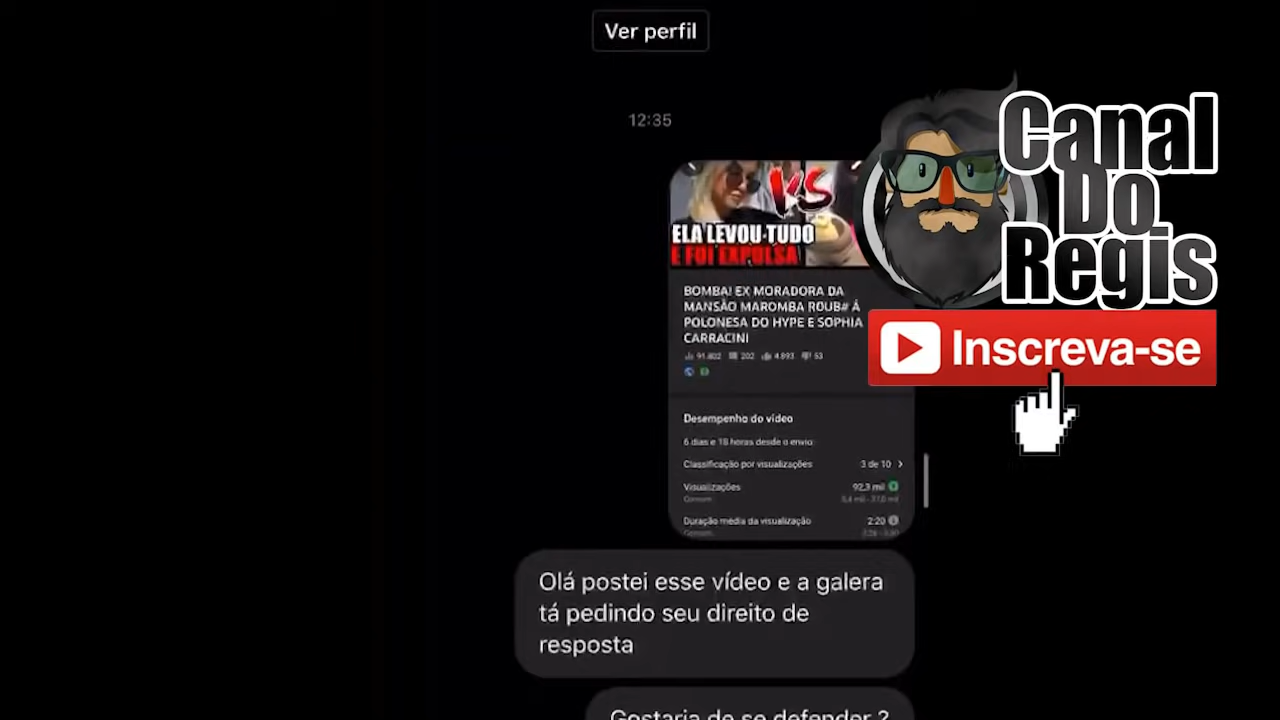 Ver perfil
12:35
Canal
Do
Regis
Inscreva-se
VS
ELA LEVOU TUDO
E FOI EXPULSA
BOMBA! EX MORADORA DA
MANSÃO MAROMBA ROUB# Á
POLONESA DO HYPE E SOPHIA
CARRACINI
91.802 202 4.893 53
Desempenho do vídeo
6 dias e 18 horas desde o envio
Classificação por visualizações 3 de 10
Visualizações 92,3 mil
Comum
Duração média da visualização 2:20
Comum
Olá postei esse vídeo e a galera
tá pedindo seu direito de
resposta
Gostaria de se defender ?